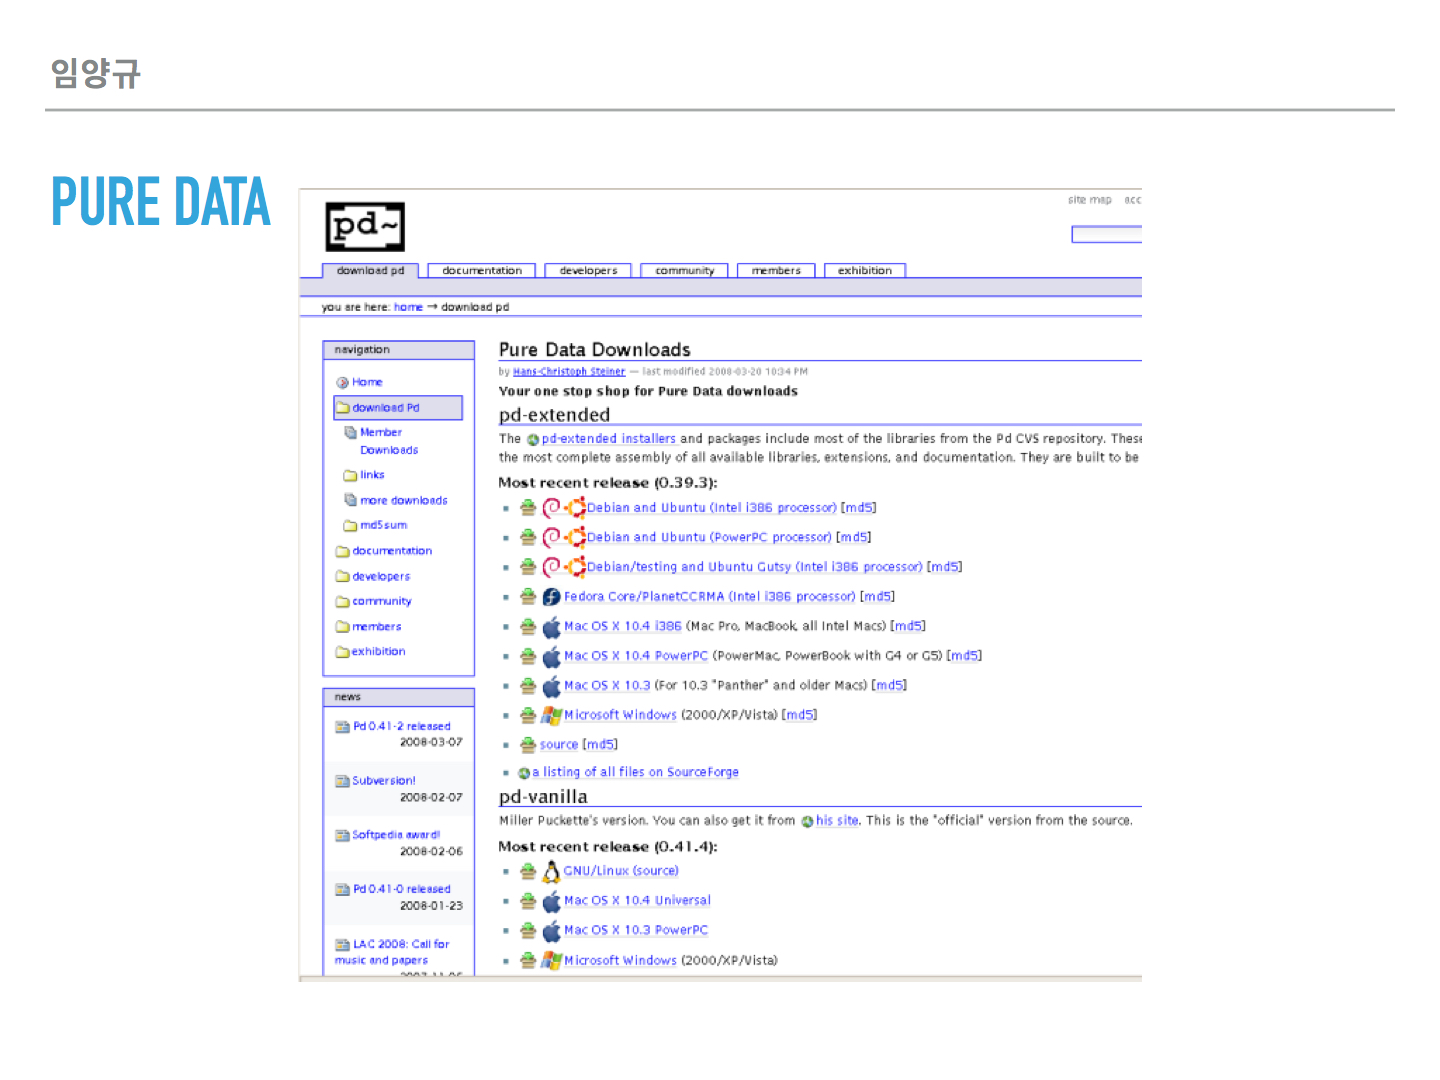 임양규
PURE DATA
pd~
site map
download pd documentation developers community members exhibition
you are here: home → download pd
navigation
Home
download Pd
Member
Downloads
links
more downloads
md5sum
documentation
developers
community
members
exhibition
news
Pd 0.41-2 released
2008-03-07
Subversion!
2008-02-07
Softpedia award!
2008-02-06
Pd 0.41-0 released
2008-01-23
LAC 2008: Call for
music and papers
Pure Data Downloads
by Hans-Christoph Steiner — last modified 2008-03-20 10:34 PM
Your one stop shop for Pure Data downloads
pd-extended
The pd-extended installers and packages include most of the libraries from the Pd CVS repository. These
the most complete assembly of all available libraries, extensions, and documentation. They are built to be
Most recent release (0.39.3):
Debian and Ubuntu (Intel i386 processor) [md5]
Debian and Ubuntu (PowerPC processor) [md5]
Debian/testing and Ubuntu Gutsy (Intel i386 processor) [md5]
Fedora Core/PlanetCCRMA (Intel i386 processor) [md5]
Mac OS X 10.4 i386 (Mac Pro, MacBook, all Intel Macs) [md5]
Mac OS X 10.4 PowerPC (PowerMac, PowerBook with G4 or G5) [md5]
Mac OS X 10.3 (For 10.3 "Panther" and older Macs) [md5]
Microsoft Windows (2000/XP/Vista) [md5]
source [md5]
a listing of all files on SourceForge
pd-vanilla
Miller Puckette's version. You can also get it from his site. This is the "official" version from the source.
Most recent release (0.41.4):
GNU/Linux (source)
Mac OS X 10.4 Universal
Mac OS X 10.3 PowerPC
Microsoft Windows (2000/XP/Vista)